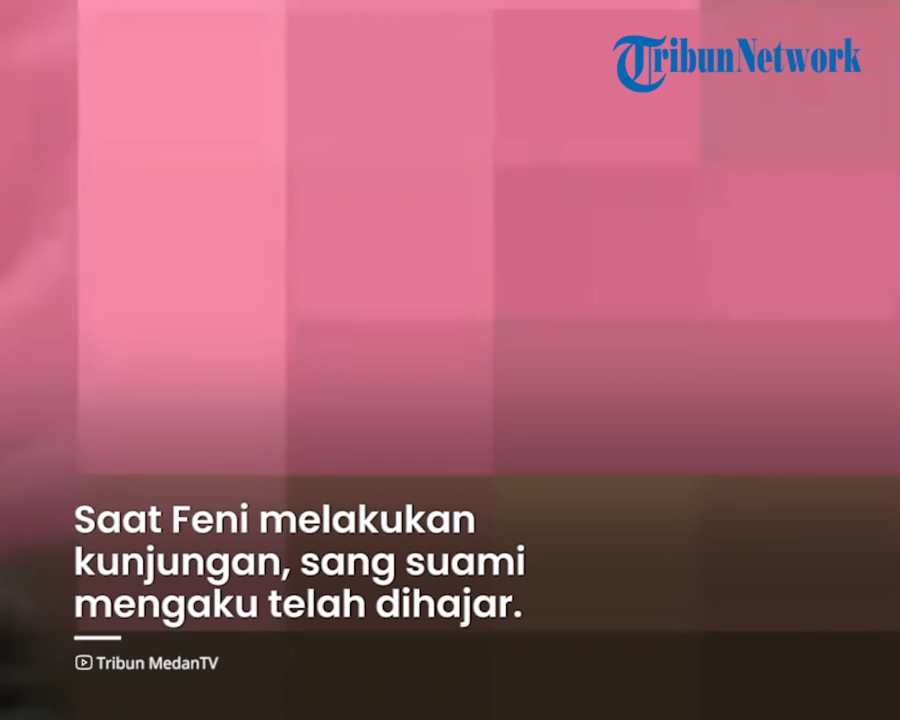 TribunNetwork
Saat Feni melakukan
kunjungan, sang suami
mengaku telah dihajar.
Tribun MedanTV